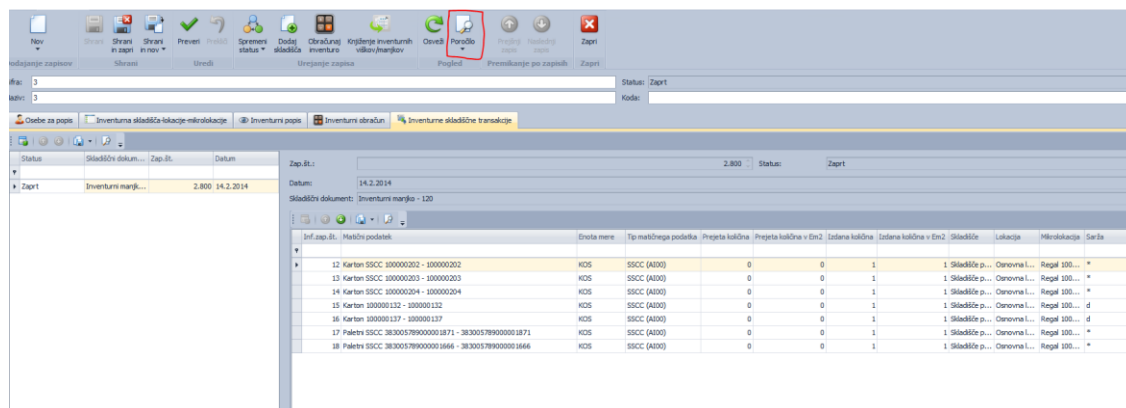 Nov
Shrani
Shrani in zapri
Shrani in nov
Preveri
Prekliči
Spremeni status
Dodaj skladišča
Obračunaj inventuro
Knjiženje inventurnih viškov/manjkov
Osveži
Poročilo
Prejšnji zapis
Naslednji zapis
Zapri
odajanje zapisov
Shrani
Uredi
Urejanje zapisa
Pogled
Premikanje po zapisih
Zapri
ifra: 3 Status: Zaprt
aziv: 3 Koda:
Osebe za popis Inventurna skladišča-lokacije-mikrolokacije Inventurni popis Inventurni obračun Inventurne skladiščne transakcije
Status Skladiščni dokum... Zap.št. Datum
Zaprt Inventurni manjk... 2.800 14.2.2014
Zap.št.: 2.800 Status: Zaprt
Datum: 14.2.2014
Skladiščni dokument: Inventurni manjko - 120
Inf.zap.št. Matični podatek Enota mere Tip matičnega podatka Prejeta količna Prejeta količna v Em2 Izdana količna Izdana količna v Em2 Skladišče Lokacija Mikrolokacija Sarža
12 Karton SSCC 100000202 - 100000202 KOS SSCC (AI00) 0 0 1 1 Skladišče p... Osnovna l... Regal 100... *
13 Karton SSCC 100000203 - 100000203 KOS SSCC (AI00) 0 0 1 1 Skladišče p... Osnovna l... Regal 100... *
14 Karton SSCC 100000204 - 100000204 KOS SSCC (AI00) 0 0 1 1 Skladišče p... Osnovna l... Regal 100... *
15 Karton 100000132 - 100000132 KOS SSCC (AI00) 0 0 1 1 Skladišče p... Osnovna l... Regal 100... d
16 Karton 100000137 - 100000137 KOS SSCC (AI00) 0 0 1 1 Skladišče p... Osnovna l... Regal 100... d
17 Paletni SSCC 383005789000001871 - 383005789000001871 KOS SSCC (AI00) 0 0 1 1 Skladišče p... Osnovna l... Regal 100... *
18 Paletni SSCC 383005789000001666 - 383005789000001666 KOS SSCC (AI00) 0 0 1 1 Skladišče p... Osnovna l... Regal 100... *